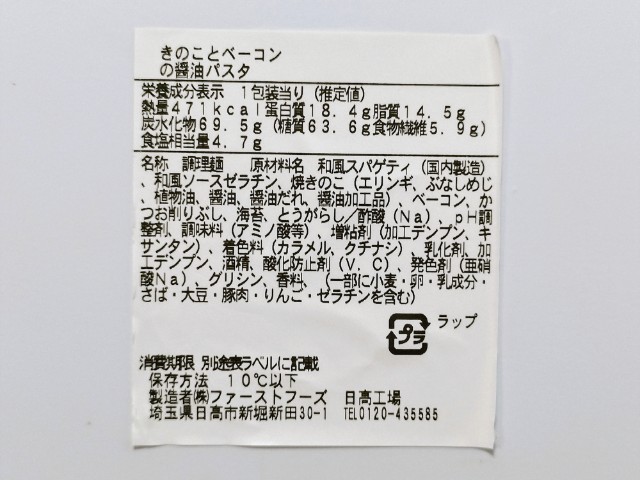 きのことベーコン
の醤油パスタ
栄養成分表示 1包装当り(推定値)
熱量471kcal蛋白質18.4g脂質14.5g
炭水化物69.5g(糖質63.6g食物繊維5.9g)
食塩相当量4.7g
名称 調理麺 原材料名 和風スパゲティ(国内製造)
、和風ソースゼラチン、焼きのこ(エリンギ、ぶなしめじ
、植物油、醤油、醤油だれ、醤油加工品)、ベーコン、か
つお削りぶし、海苔、とうがらし/酢酸(Na)、pH調
整剤、調味料(アミノ酸等)、増粘剤(加工デンプン、キ
サンタン)、着色料(カラメル、クチナシ)、乳化剤、加
工デンプン、酒精、酸化防止剤(V.C)、発色剤(亜硝
酸Na)、グリシン、香料、(一部に小麦・卵・乳成分・
さば・大豆・豚肉・りんご・ゼラチンを含む)
プラ ラップ
消費期限 別途表ラベルに記載
保存方法 10℃以下
製造者㈱ファーストフーズ 日高工場
埼玉県日高市新堀新田30-1 TEL0120-435585